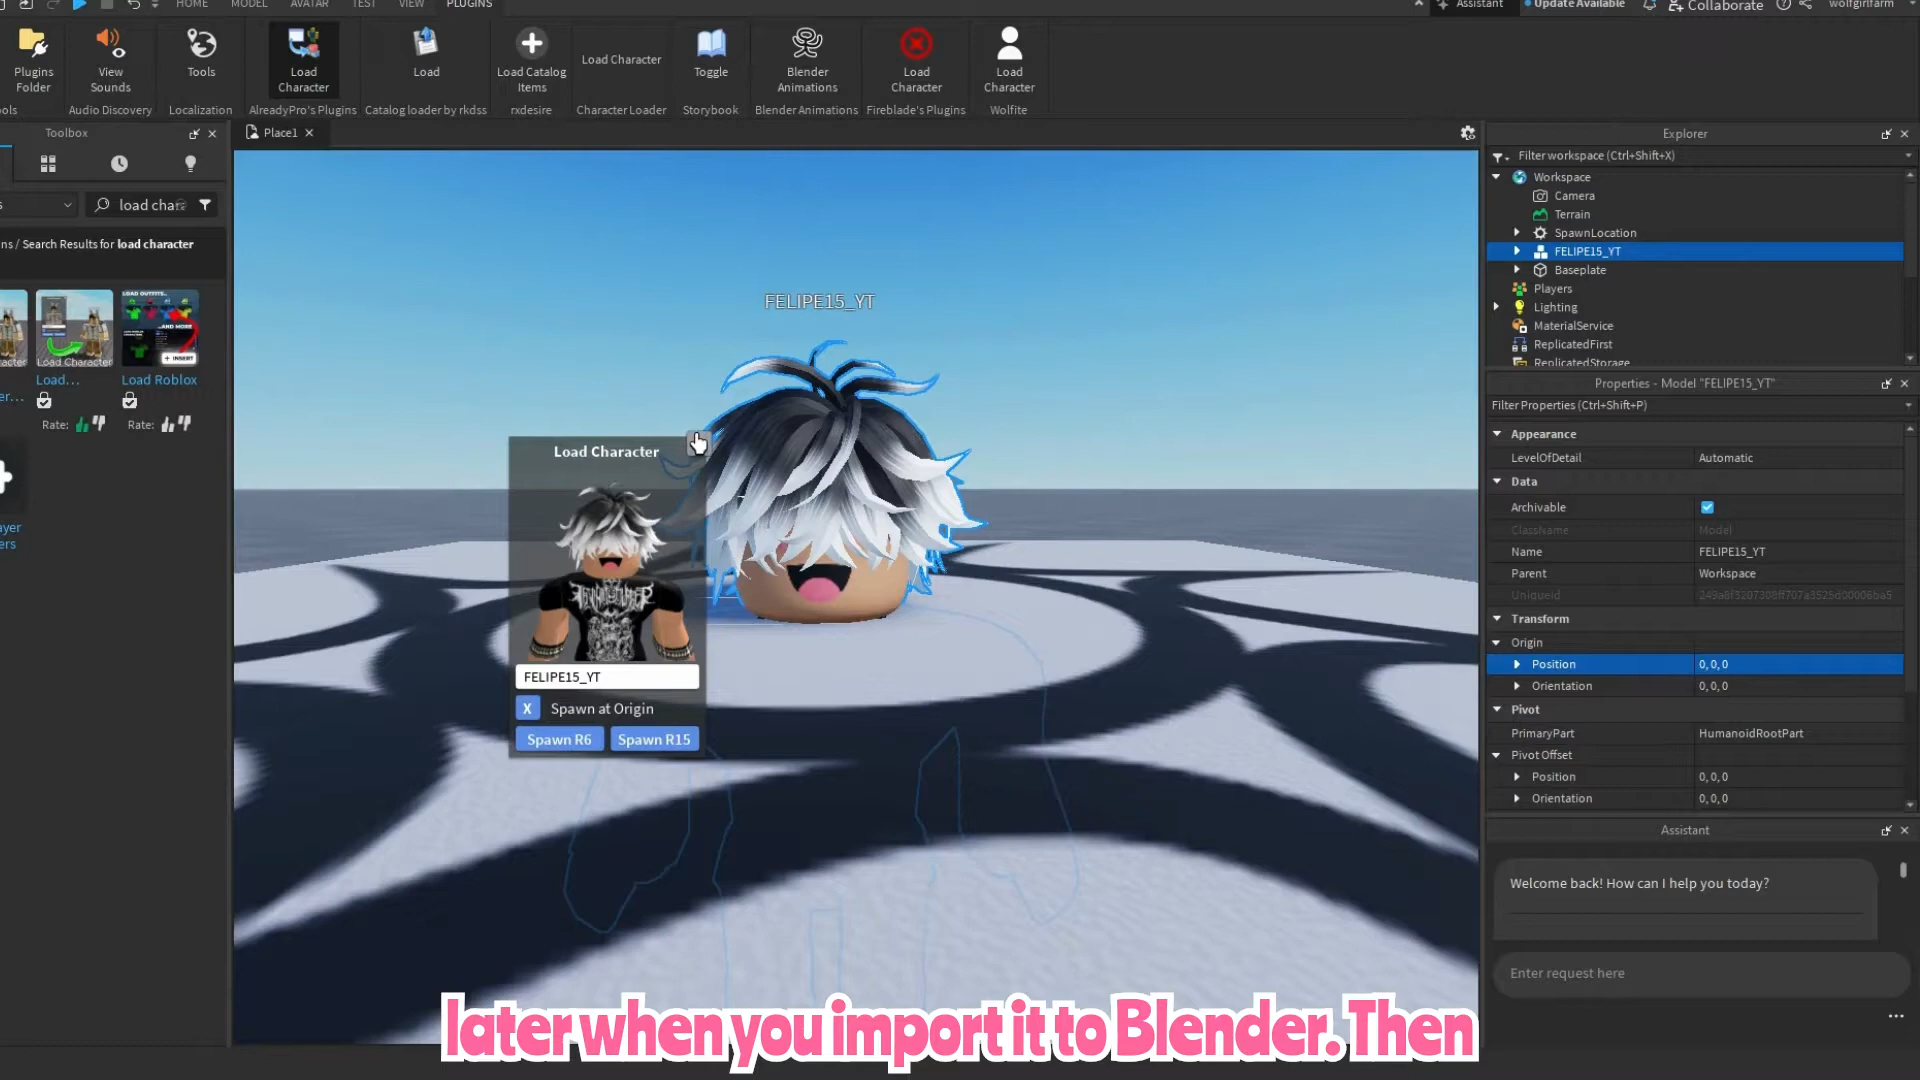 HOME MODEL AVATAR TEST VIEW PLUGINS
Assistant Update Available Collaborate wolfgirlfarm
Plugins Folder
View Sounds
Tools
Load Character
Load
Load Catalog Items
Load Character
Toggle
Blender Animations
Load Character
Load Character
Audio Discovery
Localization
AlreadyPro's Plugins
Catalog loader by rkdss
rxdesire
Character Loader
Storybook
Blender Animations
Fireblade's Plugins
Wolfite
Toolbox
Place1
Search Results for load character
Load...
Load Roblox
Rate:
Rate:
FELIPE15_YT
Load Character
FELIPE15_YT
X Spawn at Origin
Spawn R6 Spawn R15
Explorer
Filter workspace (Ctrl+Shift+X)
Workspace
Camera
Terrain
SpawnLocation
FELIPE15_YT
Baseplate
Players
Lighting
MaterialService
ReplicatedFirst
ReplicatedStorage
Properties - Model "FELIPE15_YT"
Filter Properties (Ctrl+Shift+P)
Appearance
LevelOfDetail Automatic
Data
Archivable
ClassName Model
Name FELIPE15_YT
Parent Workspace
UniqueId
Transform
Origin
Position 0, 0, 0
Orientation 0, 0, 0
Pivot
PrimaryPart HumanoidRootPart
Pivot Offset
Position 0, 0, 0
Orientation 0, 0, 0
Assistant
Welcome back! How can I help you today?
Enter request here
later when you import it to Blender. Then